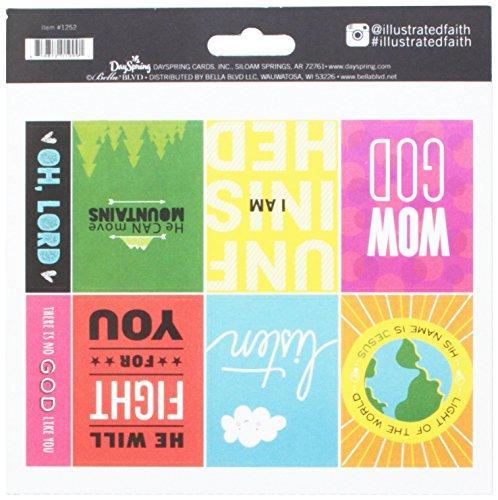 Item #1252
@illustratedfaith
#illustratedfaith
DaySpring
DAYSPRING CARDS, INC., SILOAM SPRINGS, AR 72761 • www.dayspring.com
© Bella BLVD • DISTRIBUTED BY BELLA BLVD LLC, WAUWATOSA, WI 53226 • www.bellablvd.net
OH, LORD
He CAN move
MOUNTAINS
I AM
UNF
INIS
HED
WOW
GOD
THERE IS NO GOD LIKE YOU
HE WILL
FIGHT
FOR
YOU
listen
HIS NAME IS JESUS
LIGHT OF THE WORLD